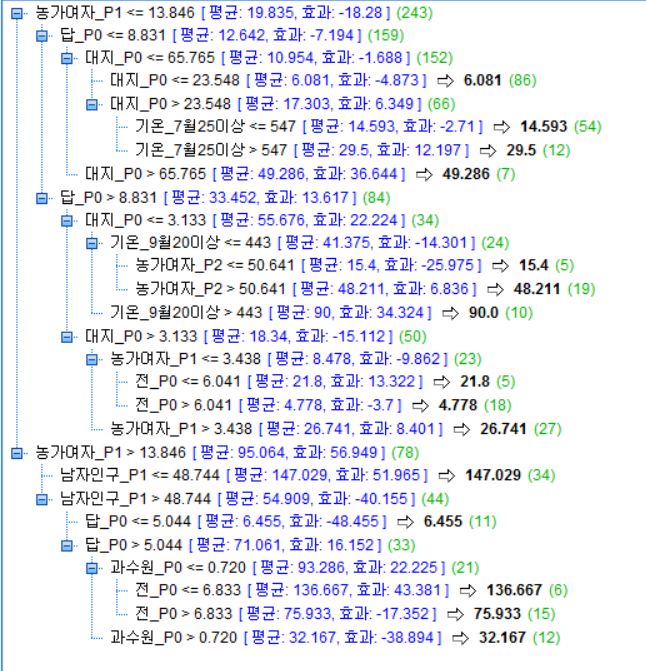 농가여자_P1 <= 13.846 [ 평균: 19.835, 효과: -18.28 ] (243)
답_P0 <= 8.831 [ 평균: 12.642, 효과: -7.194 ] (159)
대지_P0 <= 65.765 [ 평균: 10.954, 효과: -1.688 ] (152)
대지_P0 <= 23.548 [ 평균: 6.081, 효과: -4.873 ] ⇨ 6.081 (86)
대지_P0 > 23.548 [ 평균: 17.303, 효과: 6.349 ] (66)
기온_7월25이상 <= 547 [ 평균: 14.593, 효과: -2.71 ] ⇨ 14.593 (54)
기온_7월25이상 > 547 [ 평균: 29.5, 효과: 12.197 ] ⇨ 29.5 (12)
대지_P0 > 65.765 [ 평균: 49.286, 효과: 36.644 ] ⇨ 49.286 (7)
답_P0 > 8.831 [ 평균: 33.452, 효과: 13.617 ] (84)
대지_P0 <= 3.133 [ 평균: 55.676, 효과: 22.224 ] (34)
기온_9월20이상 <= 443 [ 평균: 41.375, 효과: -14.301 ] (24)
농가여자_P2 <= 50.641 [ 평균: 15.4, 효과: -25.975 ] ⇨ 15.4 (5)
농가여자_P2 > 50.641 [ 평균: 48.211, 효과: 6.836 ] ⇨ 48.211 (19)
기온_9월20이상 > 443 [ 평균: 90, 효과: 34.324 ] ⇨ 90.0 (10)
대지_P0 > 3.133 [ 평균: 18.34, 효과: -15.112 ] (50)
농가여자_P1 <= 3.438 [ 평균: 8.478, 효과: -9.862 ] (23)
전_P0 <= 6.041 [ 평균: 21.8, 효과: 13.322 ] ⇨ 21.8 (5)
전_P0 > 6.041 [ 평균: 4.778, 효과: -3.7 ] ⇨ 4.778 (18)
농가여자_P1 > 3.438 [ 평균: 26.741, 효과: 8.401 ] ⇨ 26.741 (27)
농가여자_P1 > 13.846 [ 평균: 95.064, 효과: 56.949 ] (78)
남자인구_P1 <= 48.744 [ 평균: 147.029, 효과: 51.965 ] ⇨ 147.029 (34)
남자인구_P1 > 48.744 [ 평균: 54.909, 효과: -40.155 ] (44)
답_P0 <= 5.044 [ 평균: 6.455, 효과: -48.455 ] ⇨ 6.455 (11)
답_P0 > 5.044 [ 평균: 71.061, 효과: 16.152 ] (33)
과수원_P0 <= 0.720 [ 평균: 93.286, 효과: 22.225 ] (21)
전_P0 <= 6.833 [ 평균: 136.667, 효과: 43.381 ] ⇨ 136.667 (6)
전_P0 > 6.833 [ 평균: 75.933, 효과: -17.352 ] ⇨ 75.933 (15)
과수원_P0 > 0.720 [ 평균: 32.167, 효과: -38.894 ] ⇨ 32.167 (12)